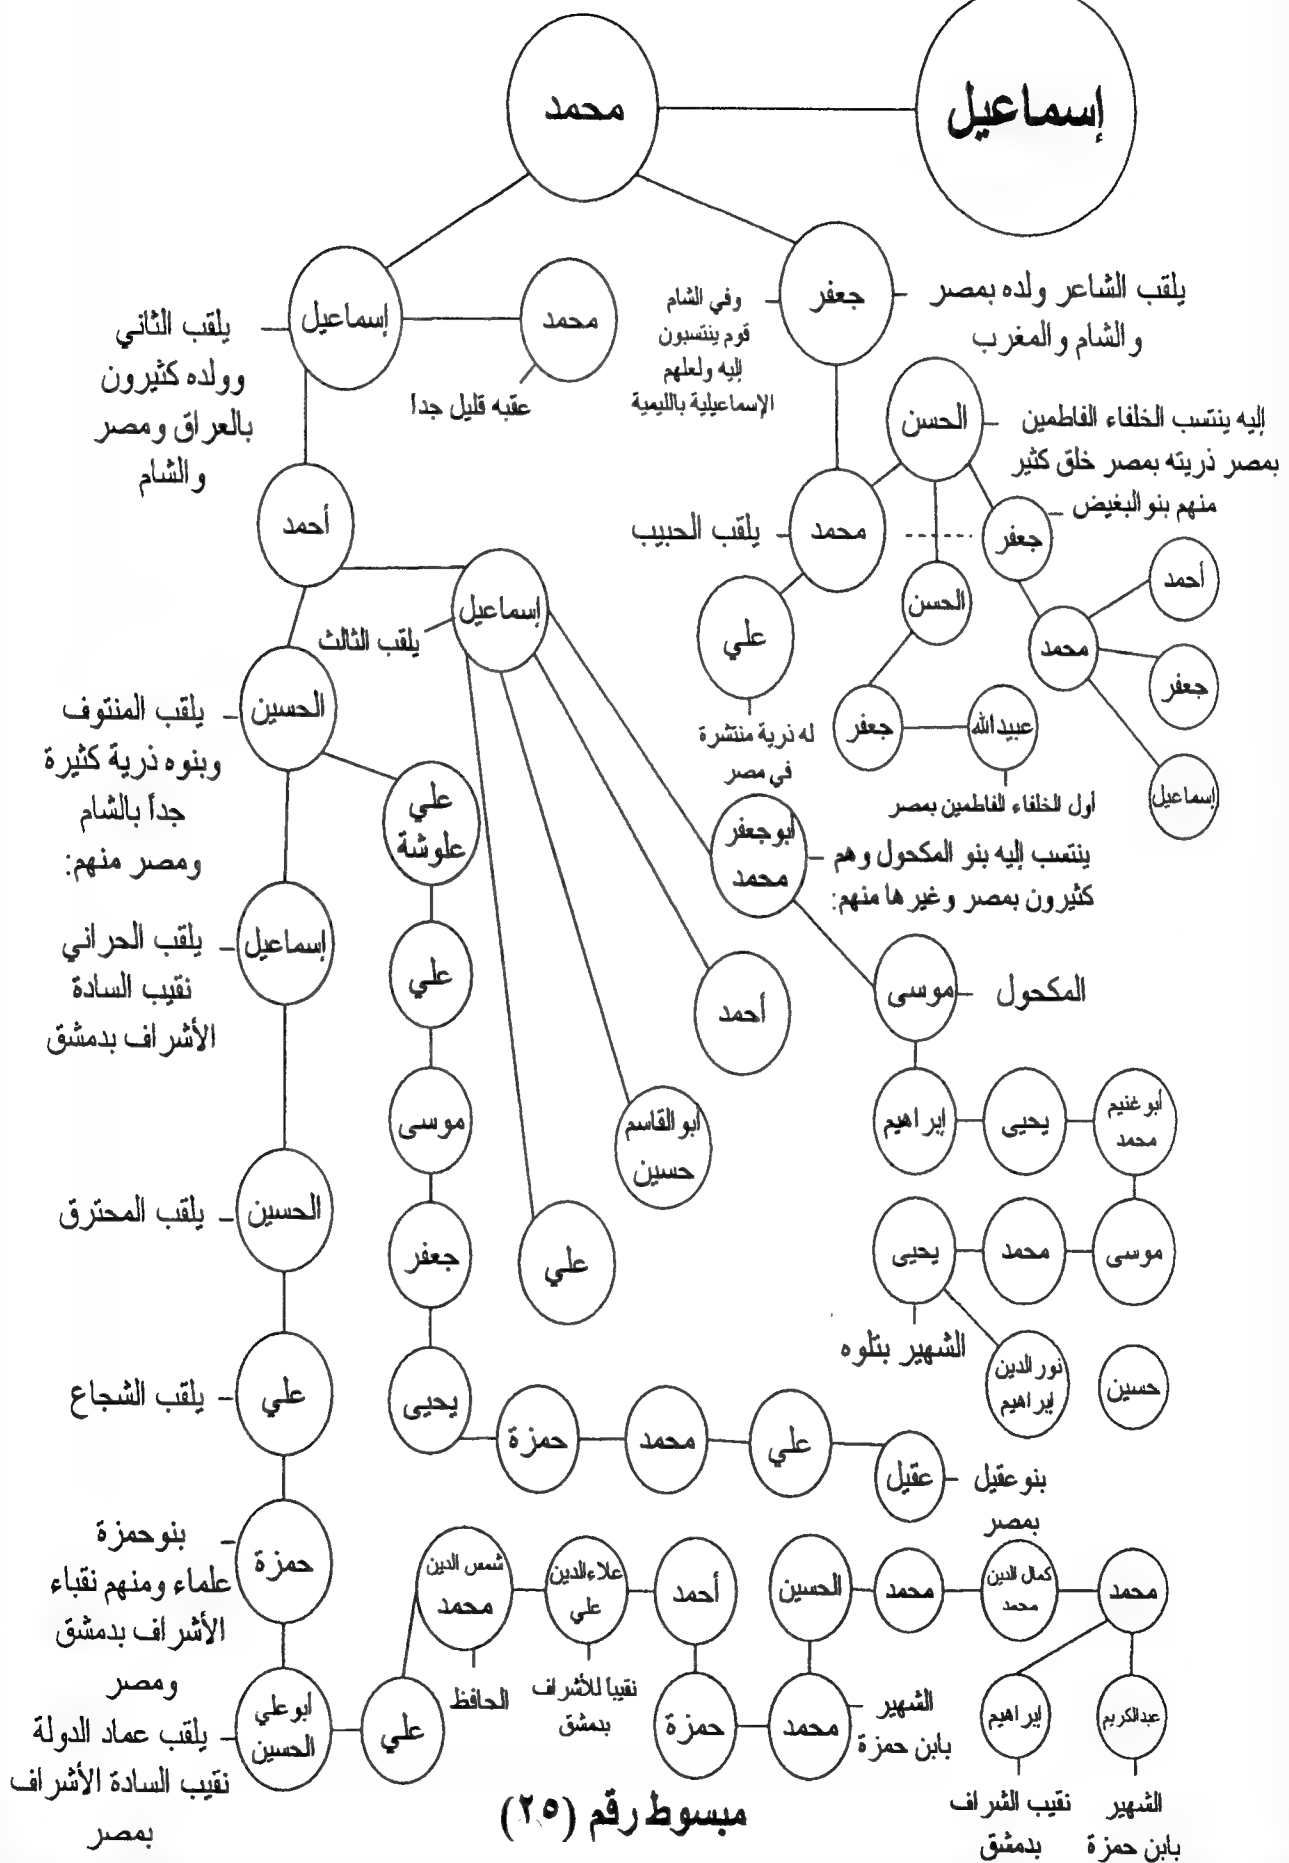 إسماعيل
محمد
جعفر
يلقب الشاعر ولده بمصر
والشام والمغرب
وفي الشام
قوم ينتسبون
إليه ولعلهم
الإسماعيلية بالليمية
محمد
عقبه قليل جداً
إسماعيل
يلقب الثاني
وولده كثيرون
بالعراق ومصر
والشام
الحسن
إليه ينتسب الخلفاء الفاطمين
بمصر ذريته بمصر خلق كثير
منهم بنو البغيض
محمد
يلقب الحبيب
جعفر
أحمد
إسماعيل
يلقب الثالث
علي
له ذرية منتشرة
في مصر
الحسن
محمد
أحمد
جعفر
إسماعيل
جعفر
عبيدالله
أول الخلفاء الفاطمين بمصر
الحسين
يلقب المنتوف
وبنوه ذرية كثيرة
جداً بالشام
ومصر منهم:
علي
علوشة
أبوجعفر
محمد
ينتسب إليه بنو المكحول وهم
كثيرون بمصر وغيرها منهم:
إسماعيل
يلقب الحراني
نقيب السادة
الأشراف بدمشق
علي
أحمد
موسى
المكحول
موسى
أبو القاسم
حسين
إبراهيم
يحيى
أبوغنيم
محمد
الحسين
يلقب المحترق
جعفر
علي
يحيى
محمد
موسى
الشهير بتلوه
نور الدين
إبراهيم
حسين
علي
يلقب الشجاع
يحيى
حمزة
محمد
علي
عقيل
بنو عقيل
بمصر
حمزة
بنوحمزة
علماء ومنهم نقباء
الأشراف بدمشق
ومصر
شمس الدين
محمد
الحافظ
علاءالدين
علي
نقيبا للأشراف
بدمشق
أحمد
الحسين
محمد
كمال الدين
محمد
محمد
أبوعلي
الحسين
يلقب عماد الدولة
نقيب السادة الأشراف
بمصر
علي
حمزة
محمد
الشهير
بابن حمزة
إبراهيم
نقيب الشراف
بدمشق
عبدالكريم
الشهير
بابن حمزة
مبسوط رقم (٢٥)